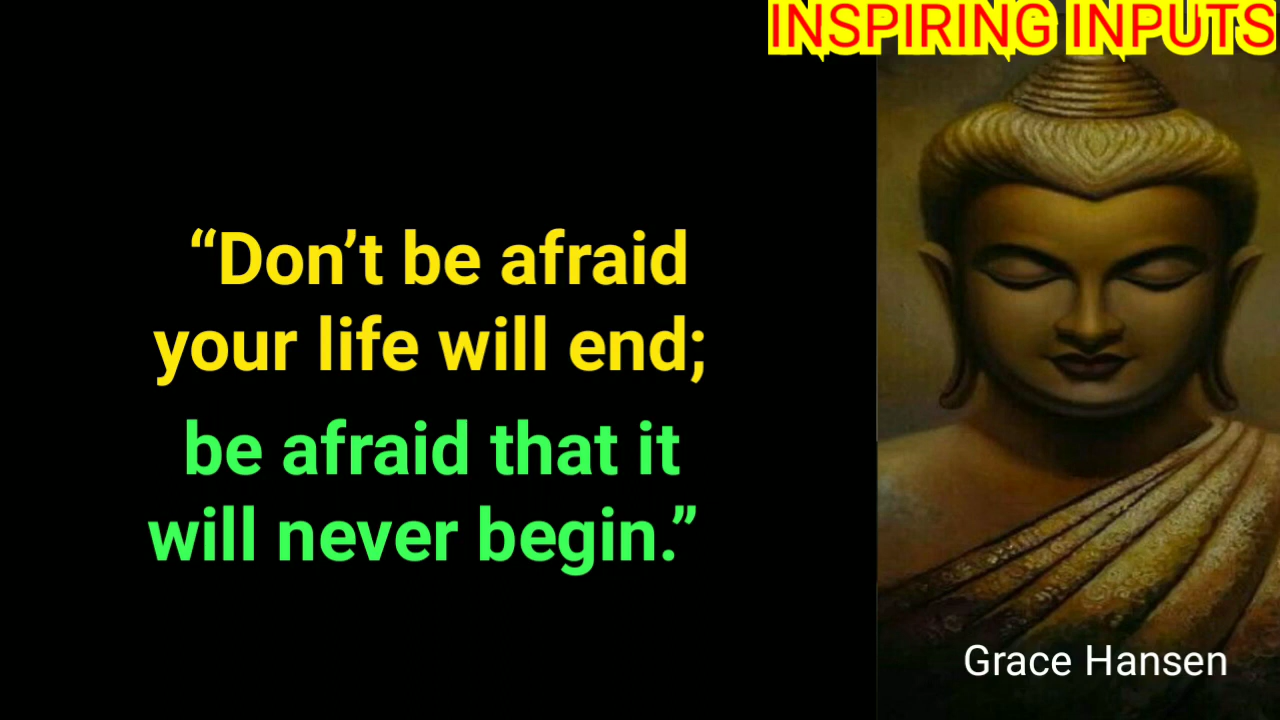 INSPIRING INPUTS
“Don’t be afraid
your life will end;
be afraid that it
will never begin.”
Grace Hansen